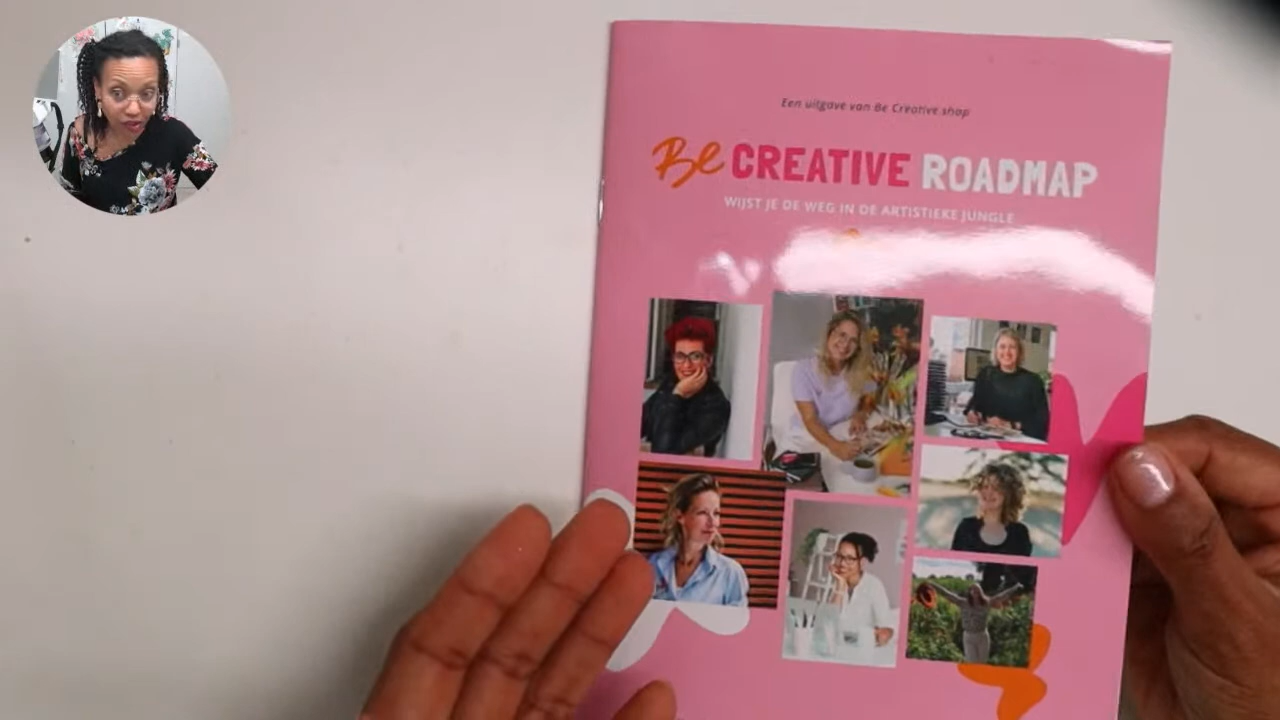 Een uitgave van Be Creative shop
Be CREATIVE ROADMAP
WIJST JE DE WEG IN DE ARTISTIEKE JUNGLE